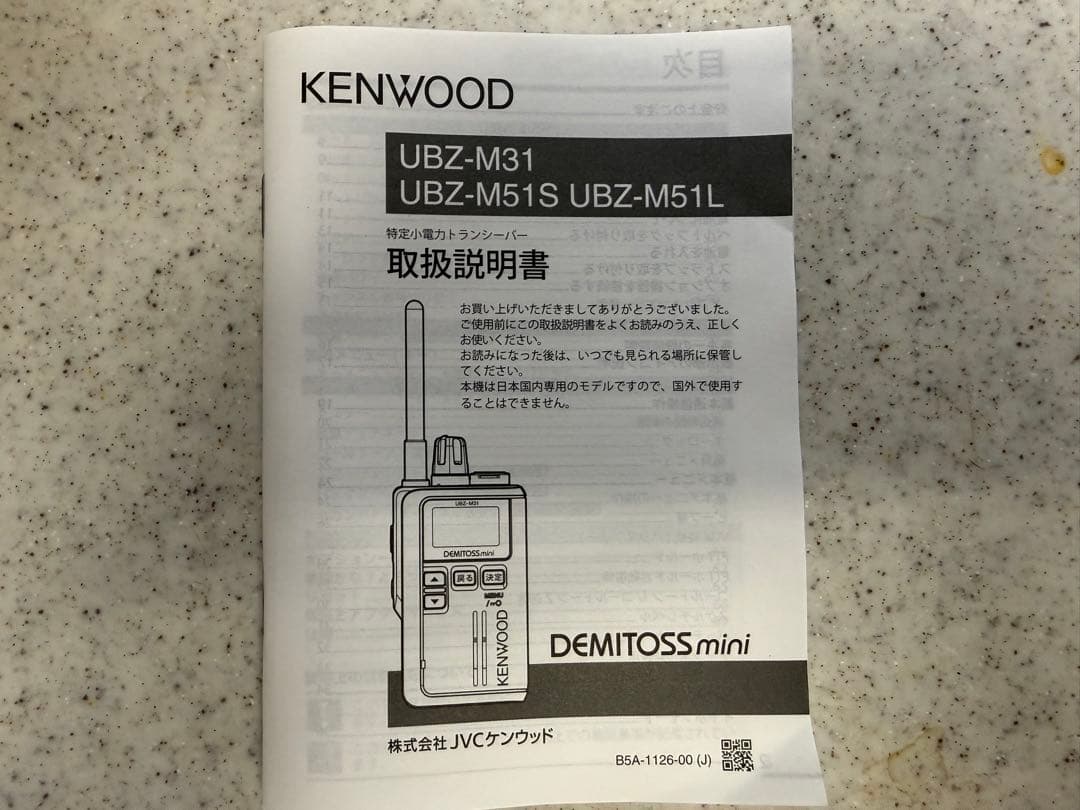 KENWOOD
UBZ-M31
UBZ-M51S UBZ-M51L
特定小電力トランシーバー
取扱説明書
お買い上げいただきましてありがとうございました。
ご使用前にこの取扱説明書をよくお読みのうえ、正しく
お使いください。
お読みになった後は、いつでも見られる場所に保管し
てください。
本機は日本国内専用のモデルですので、国外で使用す
ることはできません。
UBZ-M31
DEMITOSS mini
戻る 決定
MENU
KENWOOD
DEMITOSS mini
株式会社 JVCケンウッド
B5A-1126-00 (J)